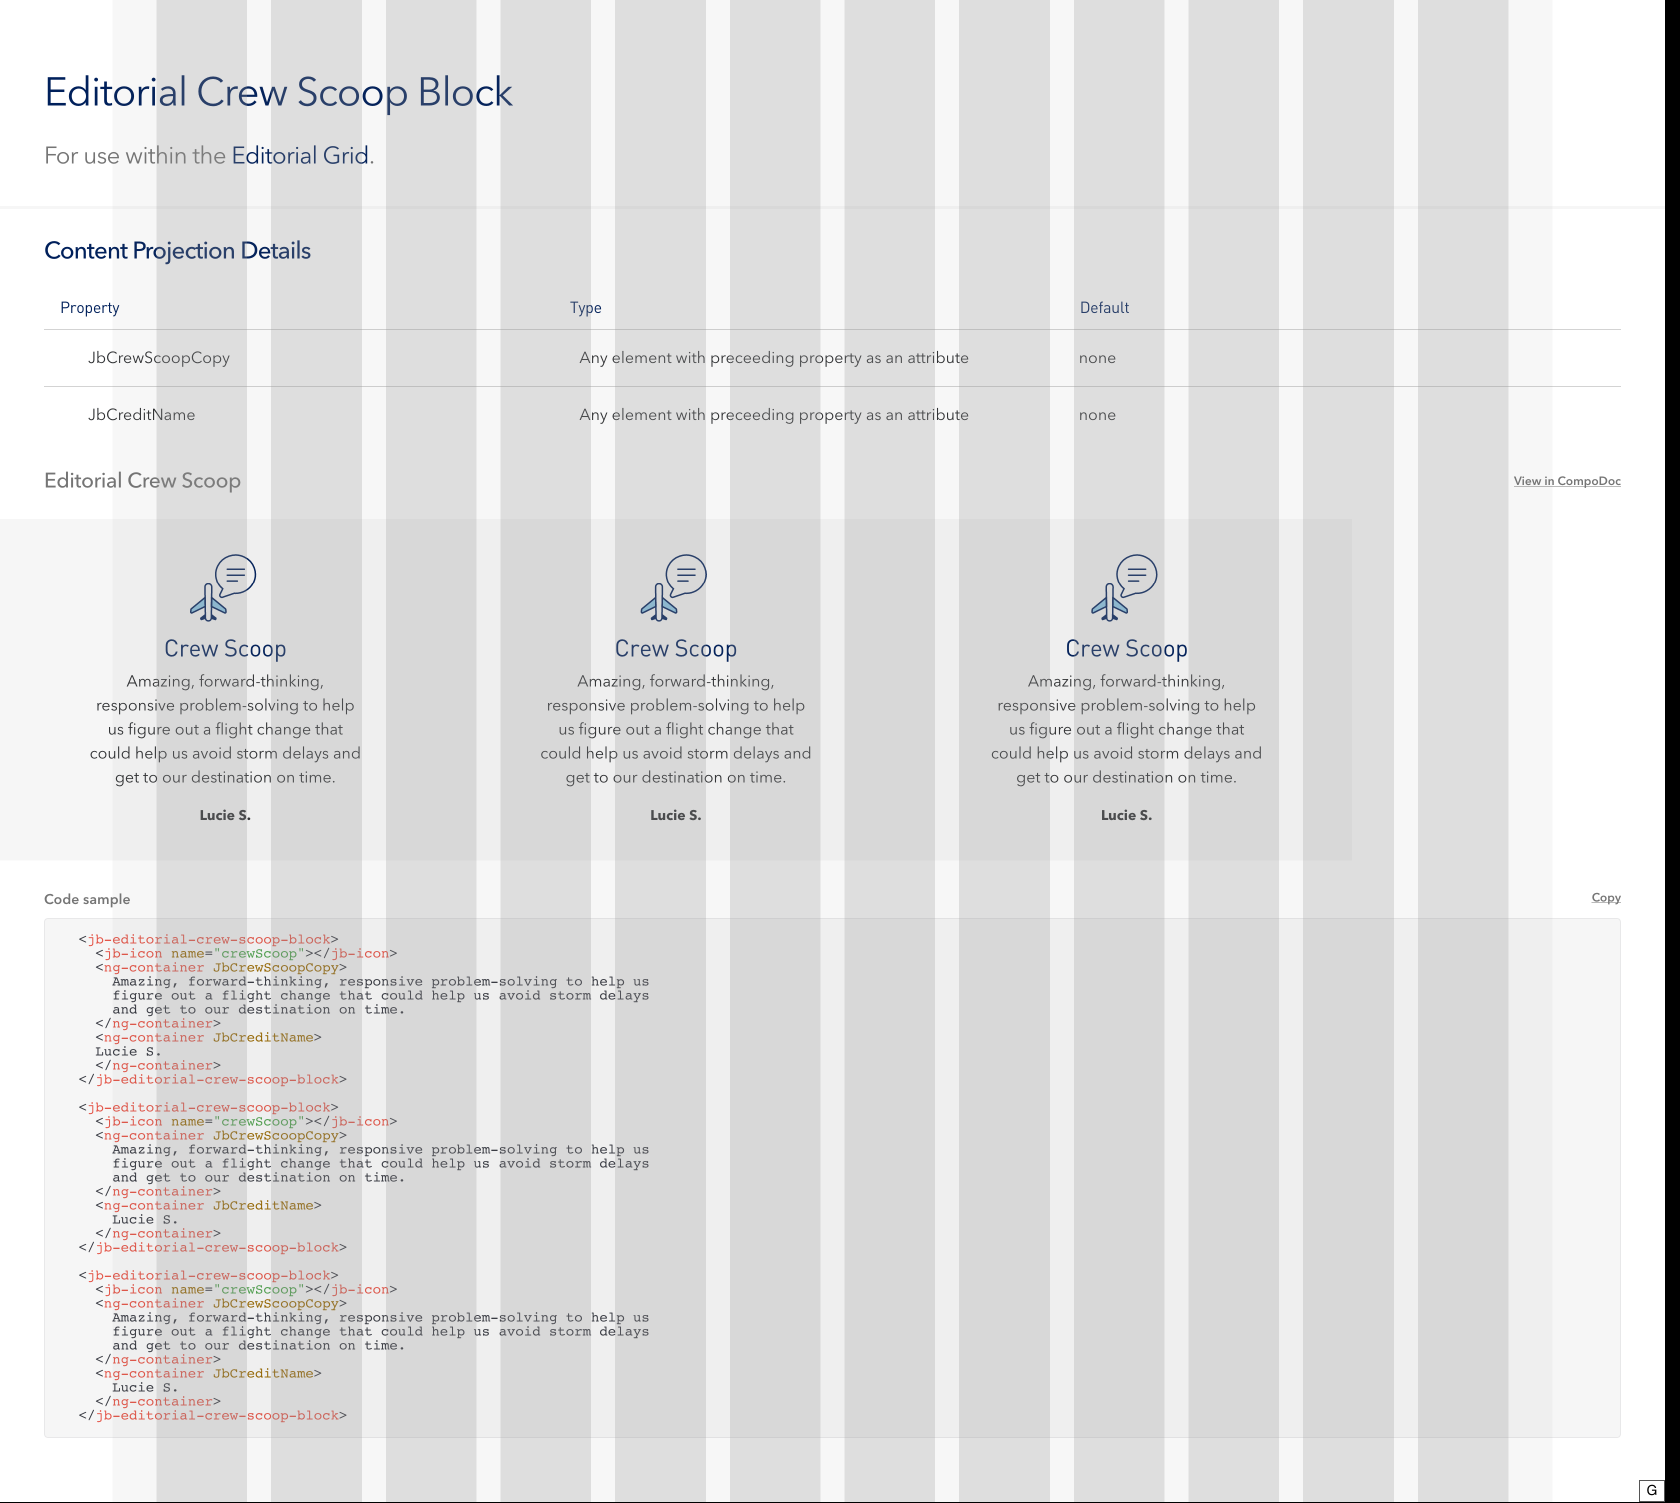 Editorial Crew Scoop Block
For use within the Editorial Grid.
Content Projection Details
Property Type Default
JbCrewScoopCopy Any element with preceeding property as an attribute none
JbCreditName Any element with preceeding property as an attribute none
Editorial Crew Scoop View in CompoDoc
Crew Scoop
Amazing, forward-thinking,
responsive problem-solving to help
us figure out a flight change that
could help us avoid storm delays and
get to our destination on time.
Lucie S.
Crew Scoop
Amazing, forward-thinking,
responsive problem-solving to help
us figure out a flight change that
could help us avoid storm delays and
get to our destination on time.
Lucie S.
Crew Scoop
Amazing, forward-thinking,
responsive problem-solving to help
us figure out a flight change that
could help us avoid storm delays and
get to our destination on time.
Lucie S.
Code sample Copy
<jb-editorial-crew-scoop-block>
  <jb-icon name="crewScoop"></jb-icon>
  <ng-container JbCrewScoopCopy>
    Amazing, forward-thinking, responsive problem-solving to help us
    figure out a flight change that could help us avoid storm delays
    and get to our destination on time.
  </ng-container>
  <ng-container JbCreditName>
  Lucie S.
  </ng-container>
</jb-editorial-crew-scoop-block>
<jb-editorial-crew-scoop-block>
  <jb-icon name="crewScoop"></jb-icon>
  <ng-container JbCrewScoopCopy>
    Amazing, forward-thinking, responsive problem-solving to help us
    figure out a flight change that could help us avoid storm delays
    and get to our destination on time.
  </ng-container>
  <ng-container JbCreditName>
    Lucie S.
  </ng-container>
</jb-editorial-crew-scoop-block>
<jb-editorial-crew-scoop-block>
  <jb-icon name="crewScoop"></jb-icon>
  <ng-container JbCrewScoopCopy>
    Amazing, forward-thinking, responsive problem-solving to help us
    figure out a flight change that could help us avoid storm delays
    and get to our destination on time.
  </ng-container>
  <ng-container JbCreditName>
    Lucie S.
  </ng-container>
</jb-editorial-crew-scoop-block>
G